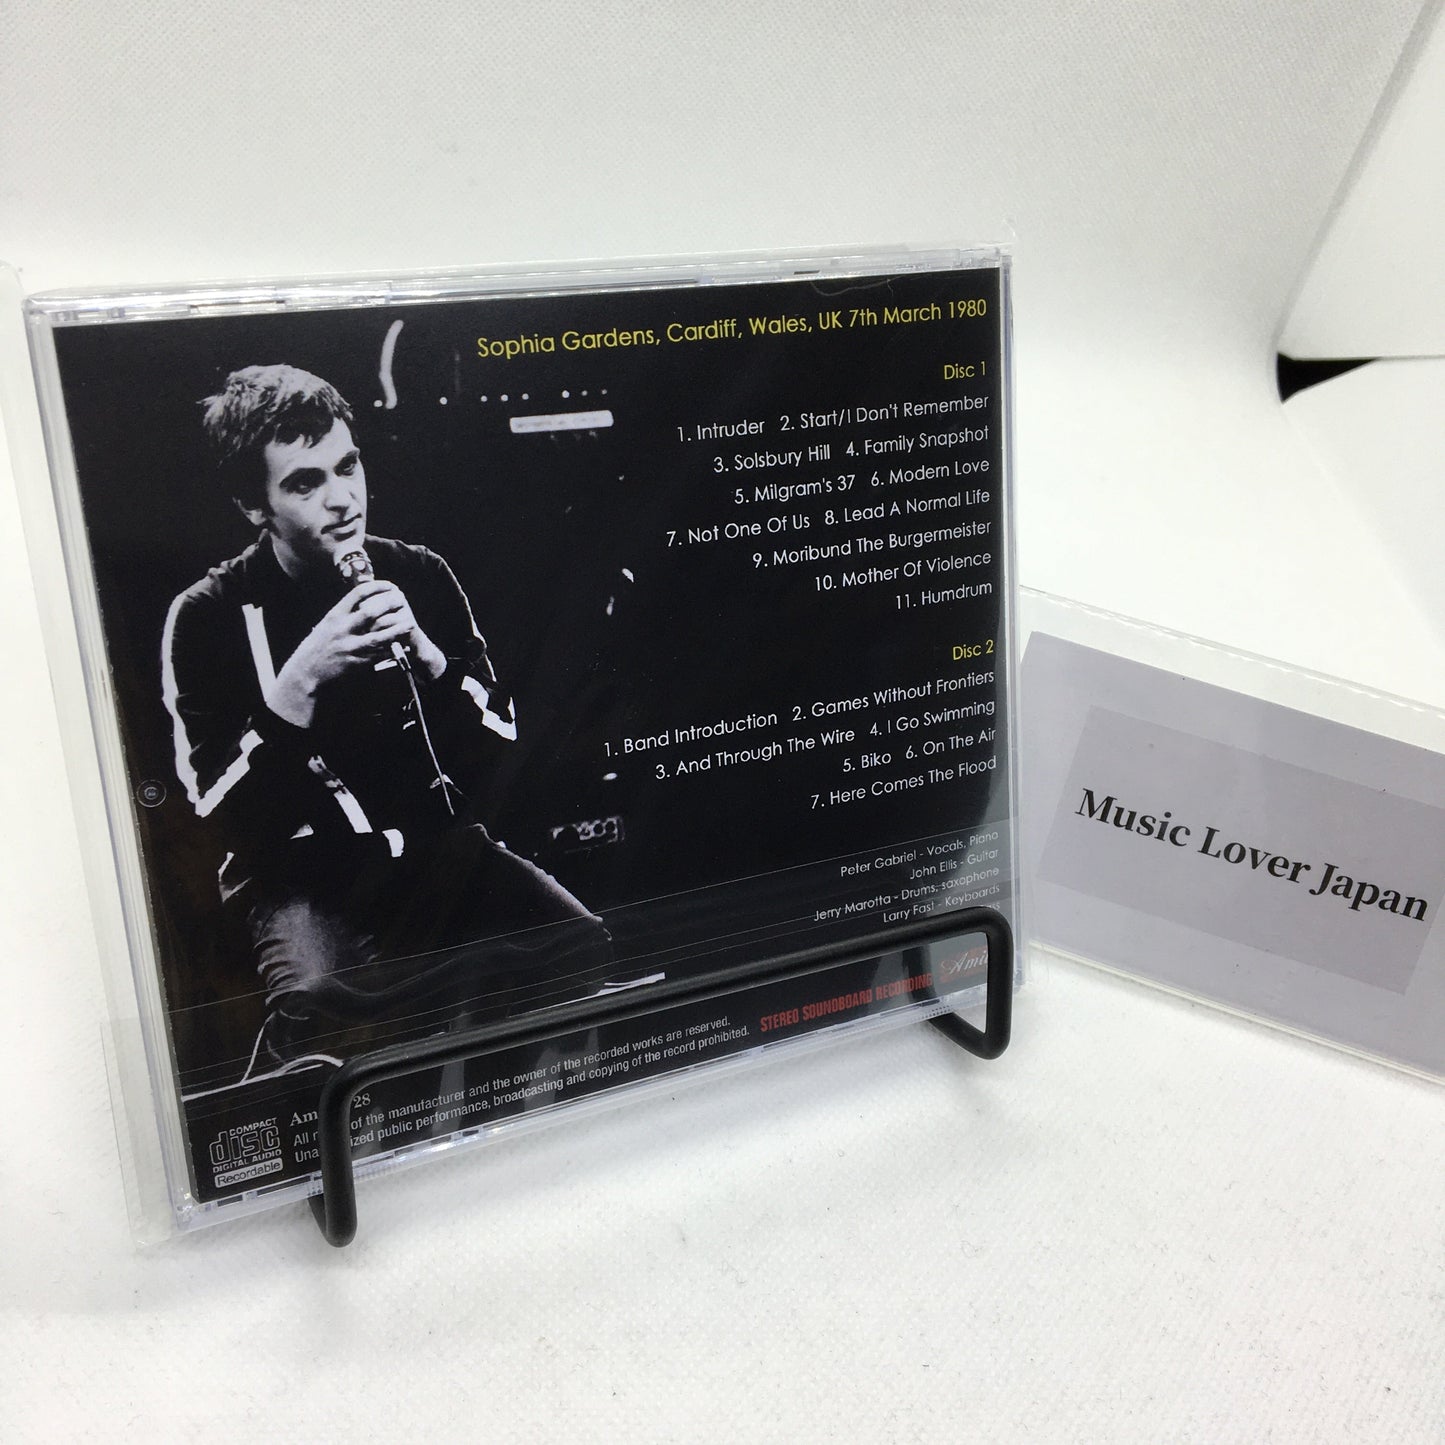 Sophia Gardens, Cardiff, Wales, UK 7th March 1980
Disc 1
1. Intruder 2. Start/I Don't Remember
3. Solsbury Hill 4. Family Snapshot
5. Milgram's 37 6. Modern Love
7. Not One Of Us 8. Lead A Normal Life
9. Moribund The Burgermeister
10. Mother Of Violence
11. Humdrum
Disc 2
1. Band Introduction 2. Games Without Frontiers
3. And Through The Wire 4. I Go Swimming
5. Biko 6. On The Air
7. Here Comes The Flood
Peter Gabriel - Vocals, Piano
John Ellis - Guitar
Jerry Marotta - Drums, saxophone
Larry Fast - Keyboards
STEREO SOUNDBOARD RECORDING
28
of the manufacturer and the owner of the recorded works are reserved.
public performance, broadcasting and copying of the record prohibited.
COMPACT
disc
DIGITAL AUDIO
Recordable
Music Lover Japan